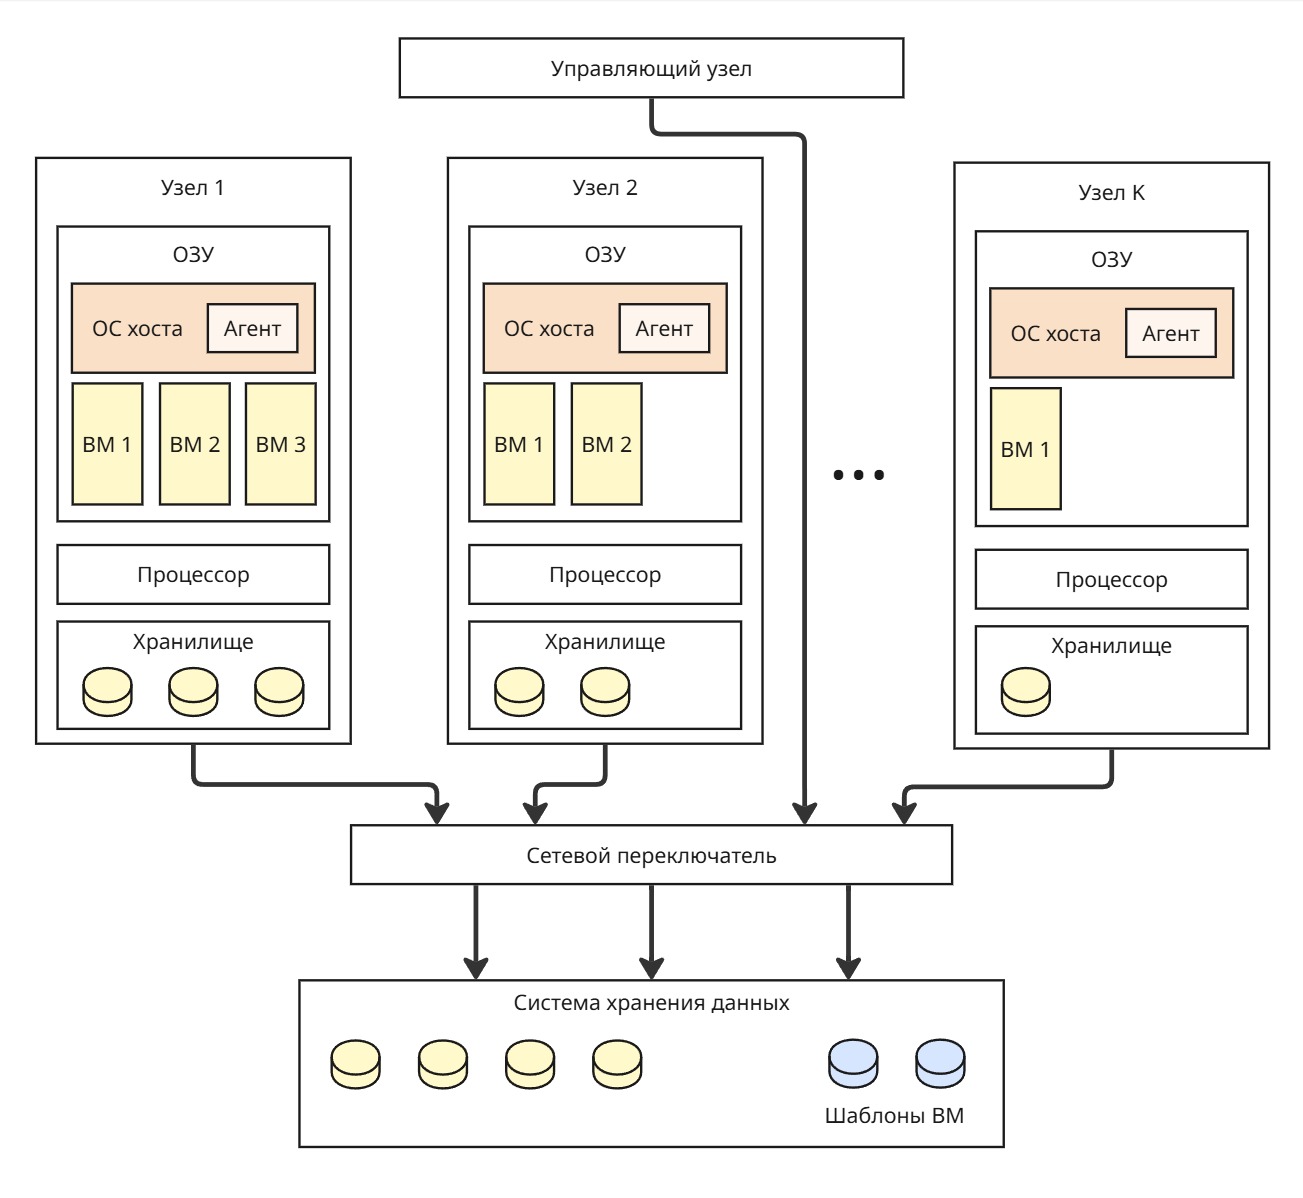 Управляющий узел
Узел 1
ОЗУ
ОС хоста
Агент
ВМ 1
ВМ 2
ВМ 3
Процессор
Хранилище
Узел 2
ОЗУ
ОС хоста
Агент
ВМ 1
ВМ 2
Процессор
Хранилище
...
Узел K
ОЗУ
ОС хоста
Агент
ВМ 1
Процессор
Хранилище
Сетевой переключатель
Система хранения данных
Шаблоны ВМ